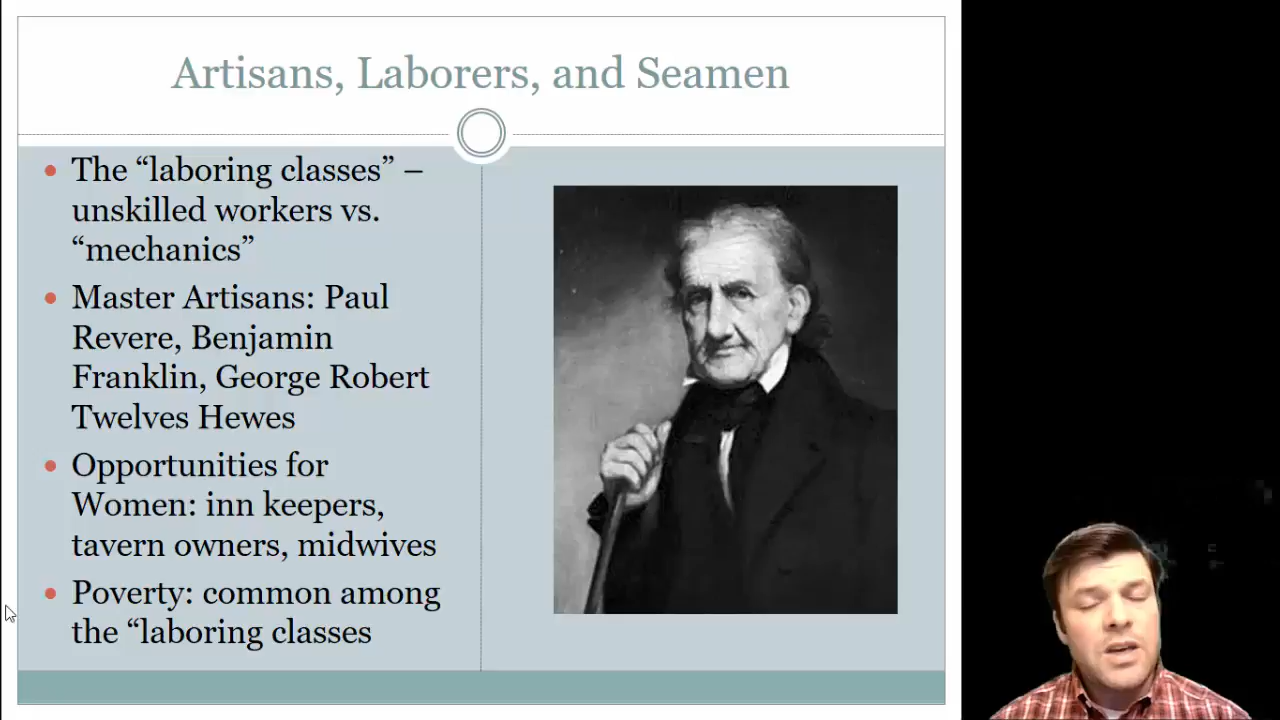 Artisans, Laborers, and Seamen
The “laboring classes” –
unskilled workers vs.
“mechanics”
Master Artisans: Paul
Revere, Benjamin
Franklin, George Robert
Twelves Hewes
Opportunities for
Women: inn keepers,
tavern owners, midwives
Poverty: common among
the “laboring classes